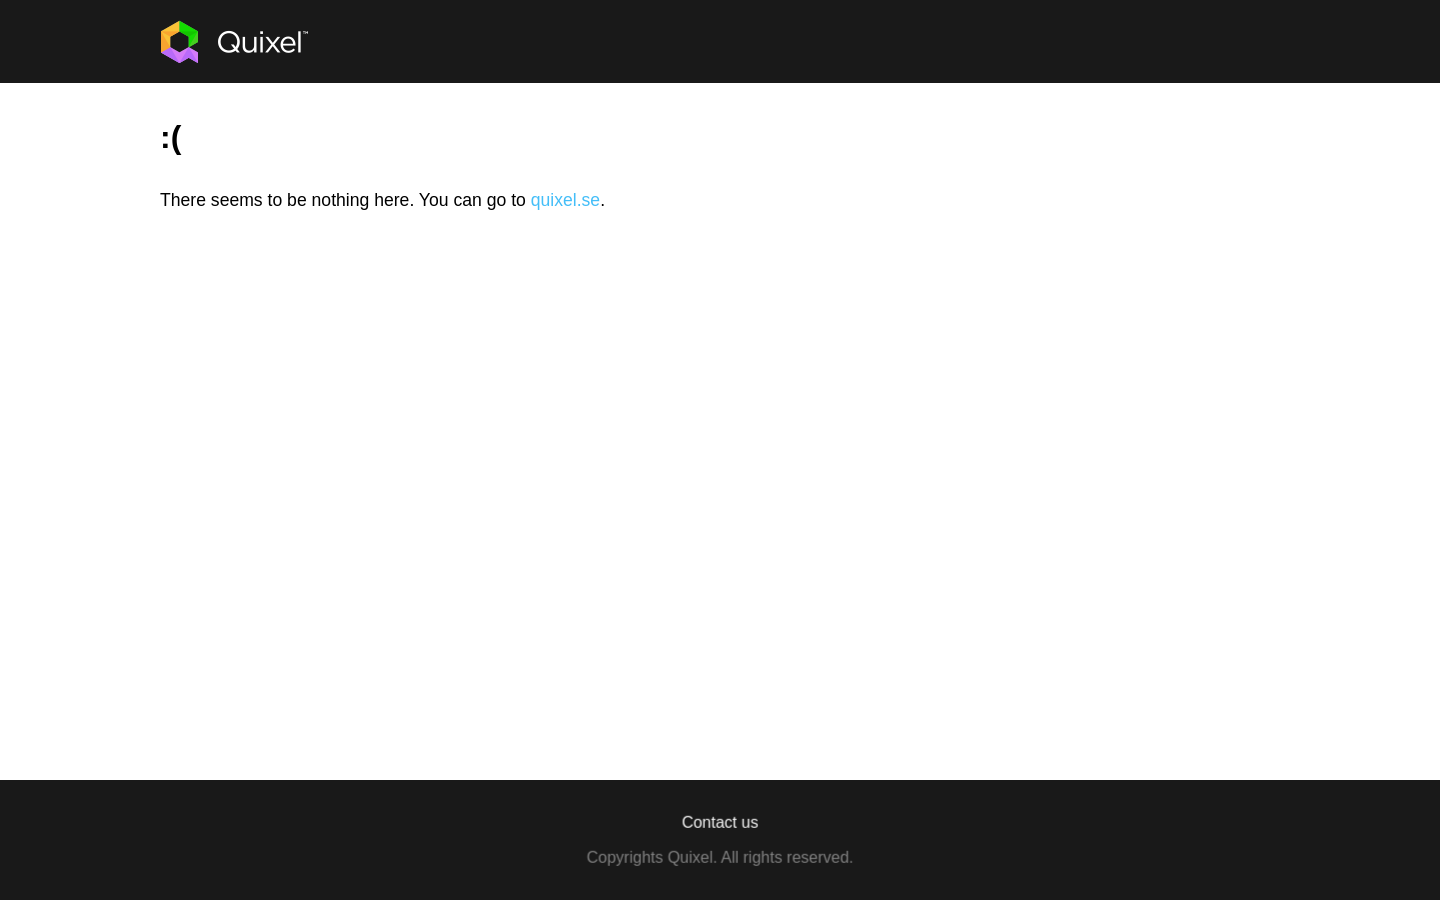 Quixel™
:(
There seems to be nothing here. You can go to quixel.se.
Contact us
Copyrights Quixel. All rights reserved.